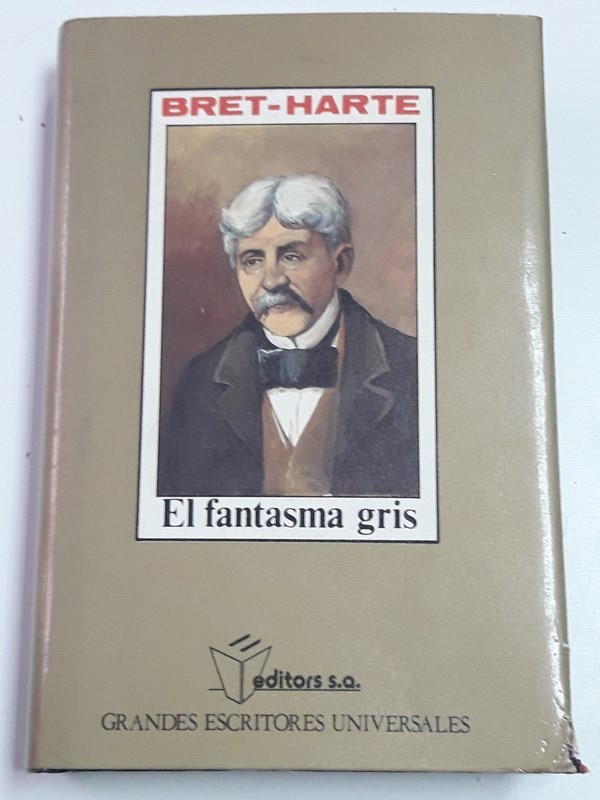 BRET-HARTE
El fantasma gris
editors s.a.
GRANDES ESCRITORES UNIVERSALES